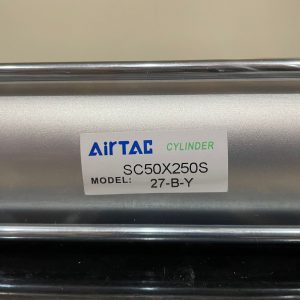 AirTAC CYLINDER
SC50X250S
MODEL: 27-B-Y